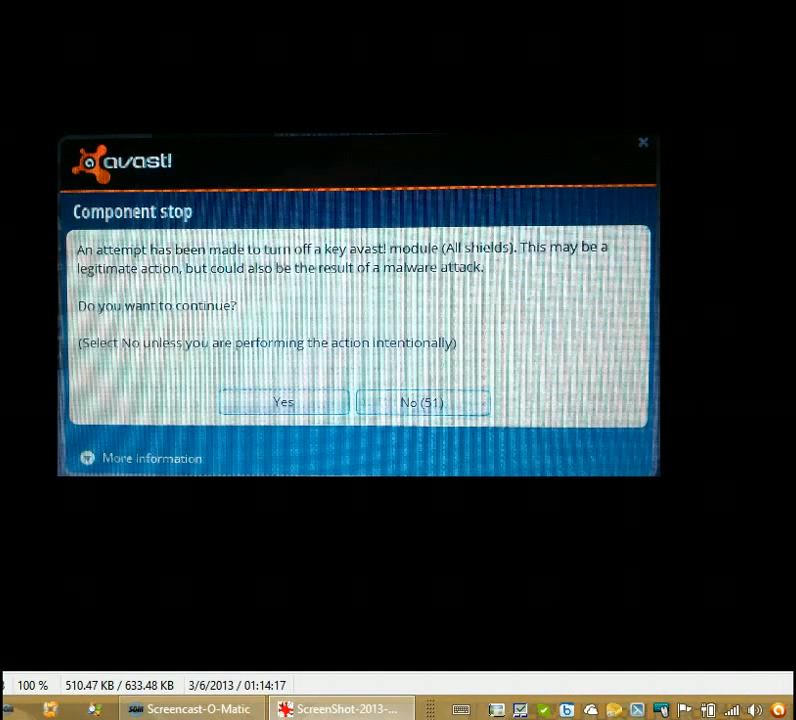 avast!
Component stop
An attempt has been made to turn off a key avast! module (All shields). This may be a
legitimate action, but could also be the result of a malware attack.
Do you want to continue?
(Select No unless you are performing the action intentionally)
Yes
No (51)
More information
100 %
510.47 KB / 633.48 KB
3/6/2013 / 01:14:17
Screencast-O-Matic
ScreenShot-2013-...